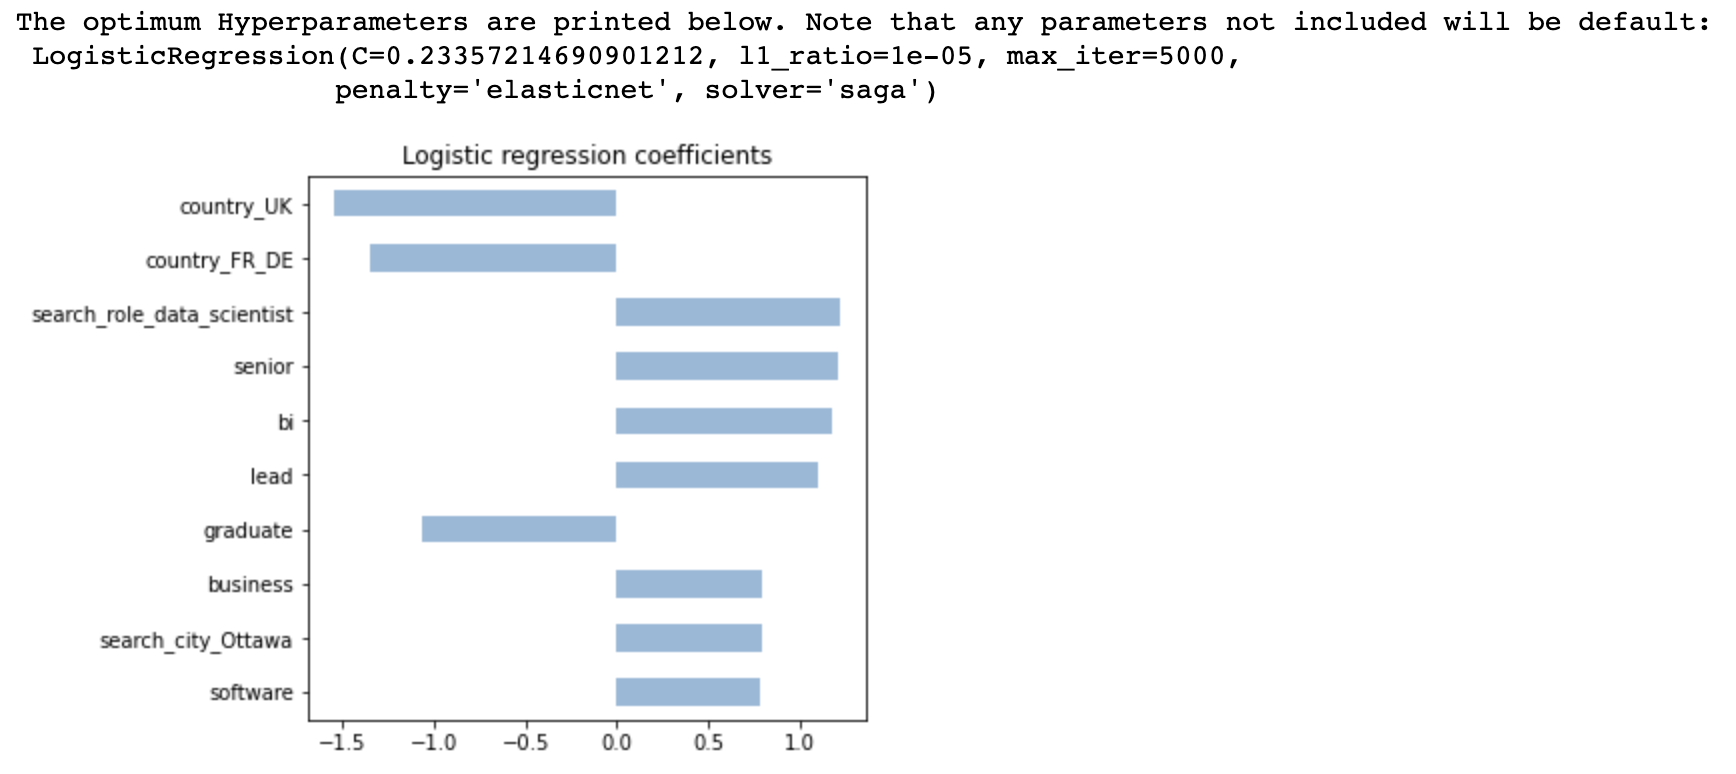 The optimum Hyperparameters are printed below. Note that any parameters not included will be default:
LogisticRegression(C=0.23357214690901212, l1_ratio=1e-05, max_iter=5000,
penalty='elasticnet', solver='saga')
Logistic regression coefficients
country_UK
country_FR_DE
search_role_data_scientist
senior
bi
lead
graduate
business
search_city_Ottawa
software
−1.5 −1.0 −0.5 0.0 0.5 1.0